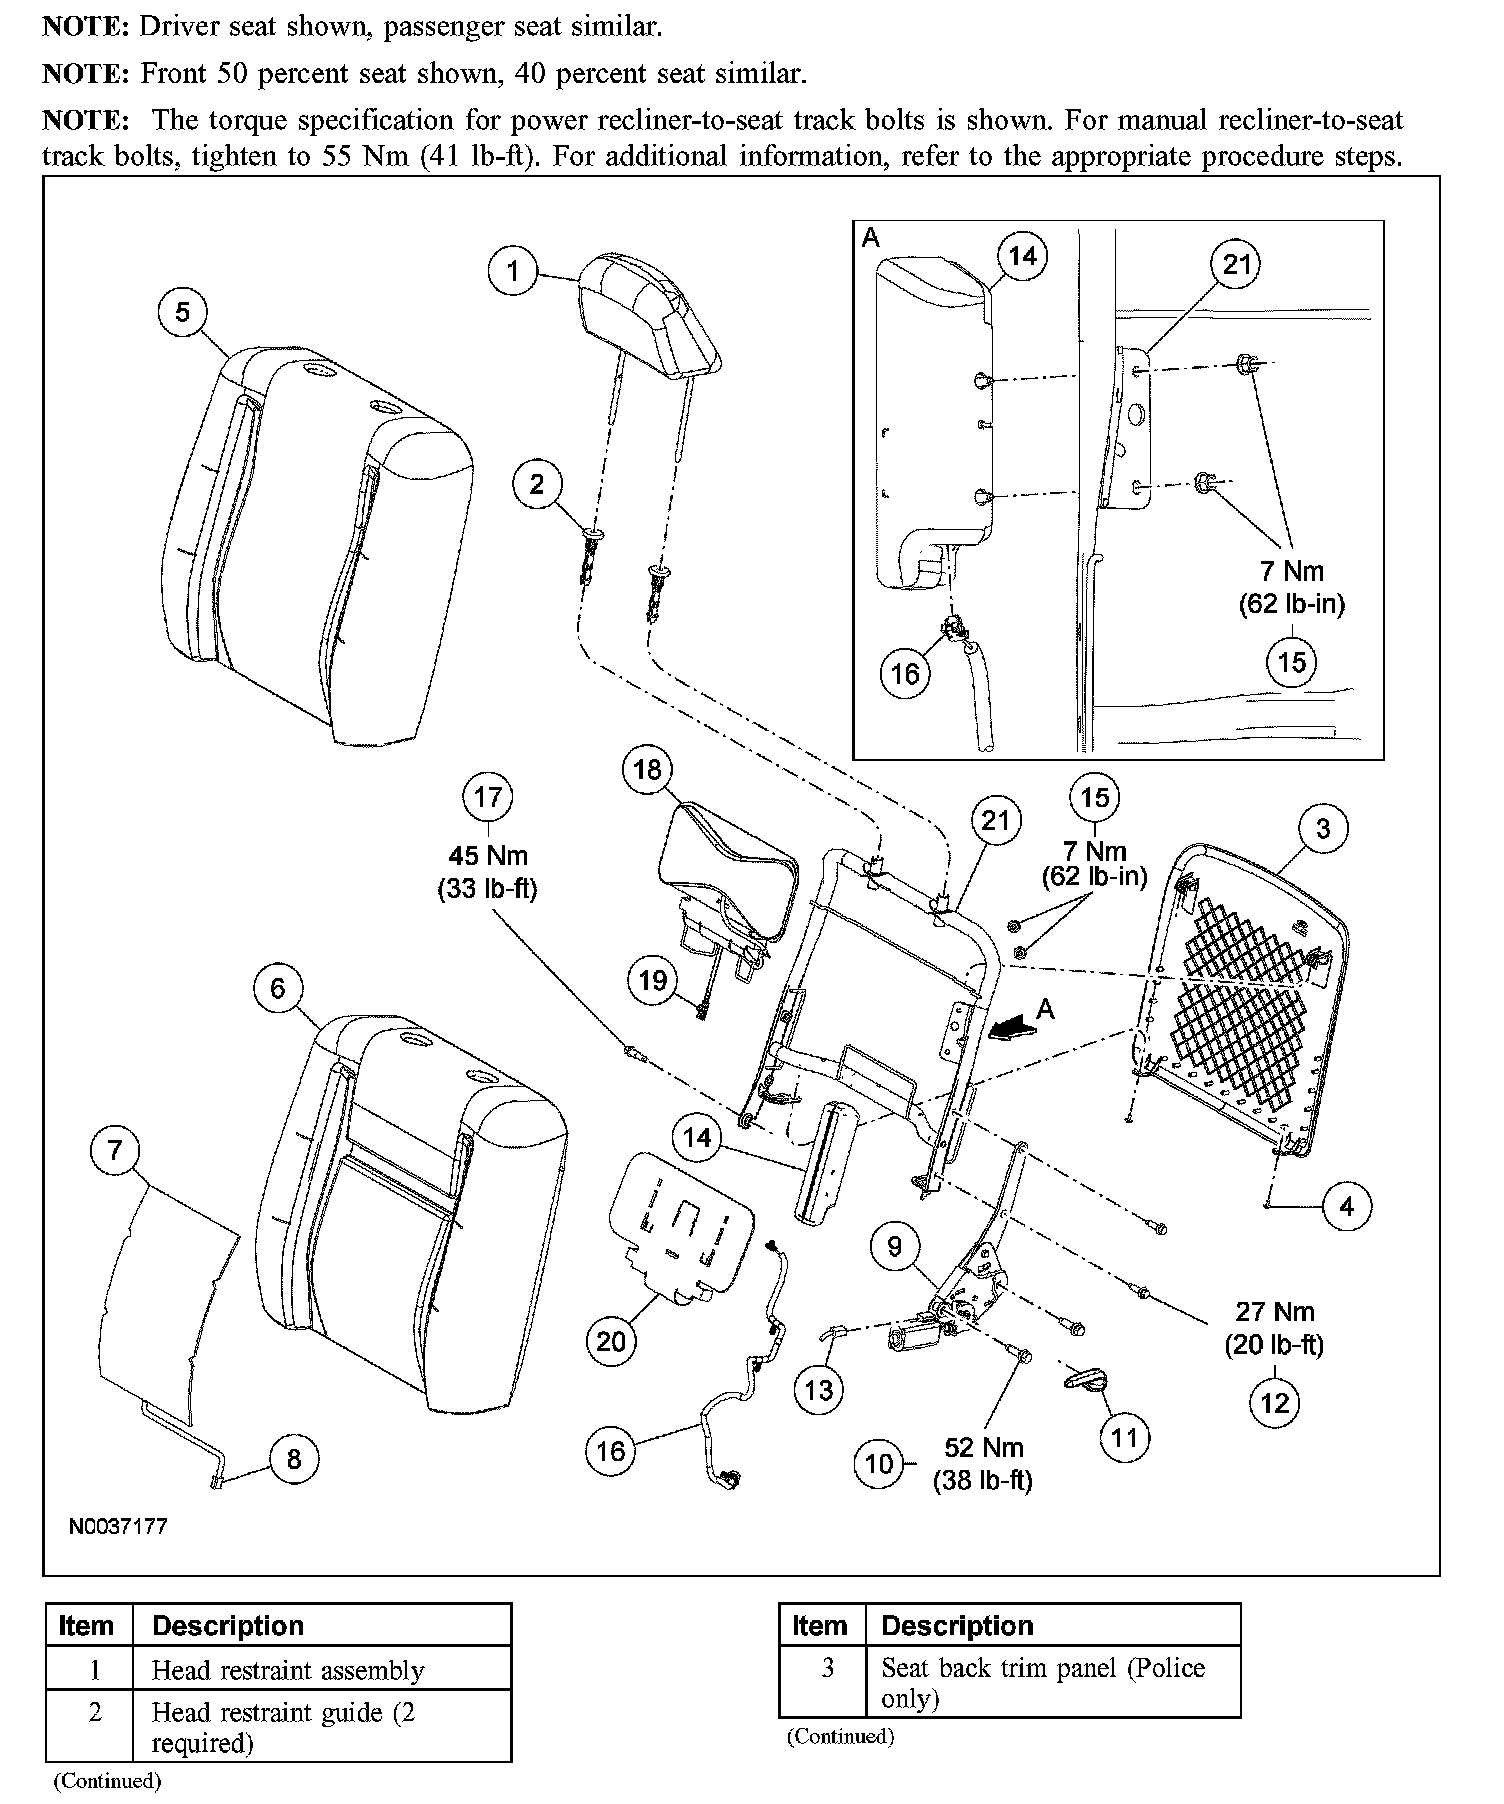 NOTE: Driver seat shown, passenger seat similar.
NOTE: Front 50 percent seat shown, 40 percent seat similar.
NOTE: The torque specification for power recliner-to-seat track bolts is shown. For manual recliner-to-seat
track bolts, tighten to 55 Nm (41 lb-ft). For additional information, refer to the appropriate procedure steps.
A
14
21
1
5
2
7 Nm
(62 lb-in)
15
16
18
17
45 Nm
(33 lb-ft)
21
15
7 Nm
(62 lb-in)
3
19
6
A
14
7
4
9
20
27 Nm
(20 lb-ft)
12
13
11
16
10
52 Nm
(38 lb-ft)
8
N0037177
Item Description
1 Head restraint assembly
2 Head restraint guide (2
required)
(Continued)
Item Description
3 Seat back trim panel (Police
only)
(Continued)